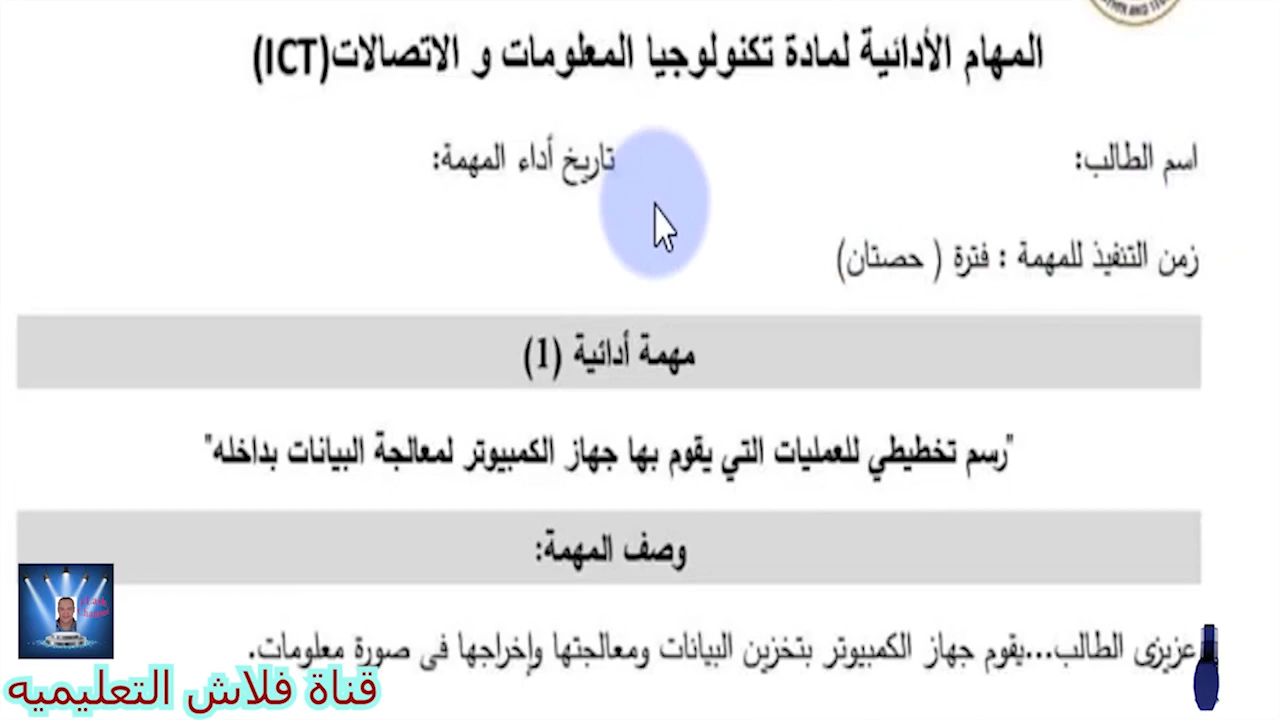 المهام الأدائية لمادة تكنولوجيا المعلومات و الاتصالات(ICT)
اسم الطالب: تاريخ أداء المهمة:
زمن التنفيذ للمهمة : فترة ( حصتان)
مهمة أدائية (1)
"رسم تخطيطي للعمليات التي يقوم بها جهاز الكمبيوتر لمعالجة البيانات بداخله"
وصف المهمة:
عزيزى الطالب...يقوم جهاز الكمبيوتر بتخزين البيانات ومعالجتها وإخراجها فى صورة معلومات.
قناة فلاش التعليميه